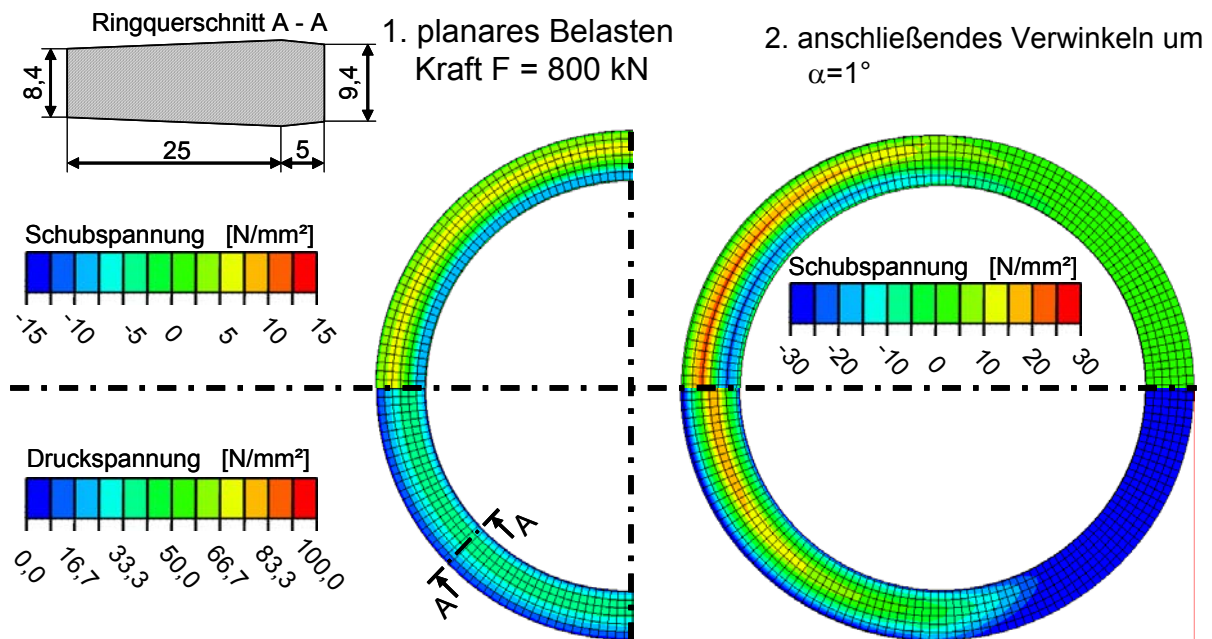 Ringquerschnitt A - A
8,4
9,4
25
5
1. planares Belasten
Kraft F = 800 kN
2. anschließendes Verwinkeln um
α=1°
Schubspannung [N/mm²]
-15
-10
-5
0
5
10
15
Schubspannung [N/mm²]
-30
-20
-10
0
10
20
30
Druckspannung [N/mm²]
0,0
16,7
33,3
50,0
66,7
83,3
100,0
A
A